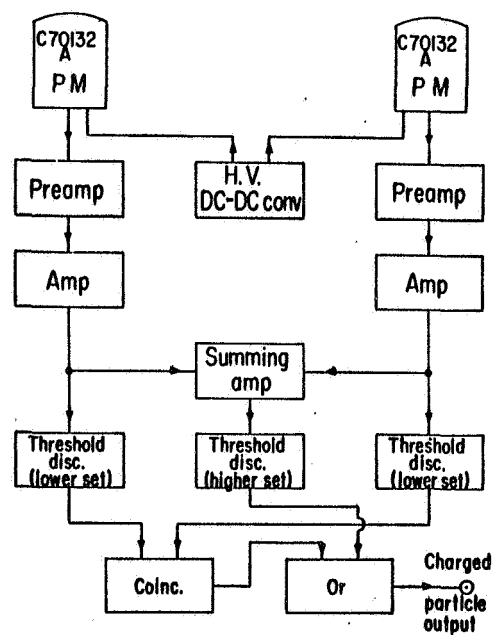 C70132
A
PM
C70132
A
PM
H.V.
DC-DC conv
Preamp
Preamp
Amp
Amp
Summing
amp
Threshold
disc.
(lower set)
Threshold
disc.
(higher set)
Threshold
disc.
(lower set)
CoInc.
Or
Charged
particle
output